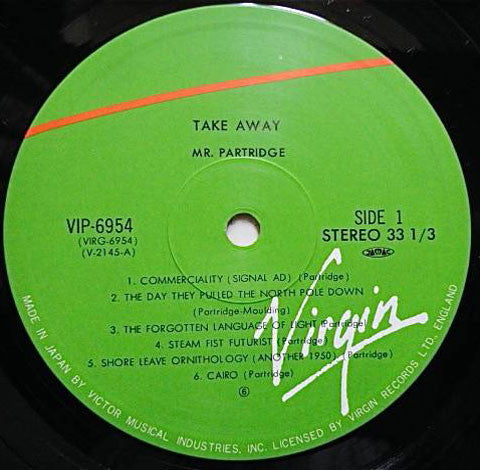 TAKE AWAY
MR. PARTRIDGE
VIP-6954
(VIRG-6954)
(V-2145-A)
SIDE 1
STEREO 33 1/3
1. COMMERCIALITY (SIGNAL AD) (Partridge)
2. THE DAY THEY PULLED THE NORTH POLE DOWN
(Partridge-Moulding)
3. THE FORGOTTEN LANGUAGE OF LIGHT (Partridge)
4. STEAM FIST FUTURIST (Partridge)
5. SHORE LEAVE ORNITHOLOGY (ANOTHER 1950) (Partridge)
6. CAIRO (Partridge)
6
Virgin
MADE IN JAPAN BY VICTOR MUSICAL INDUSTRIES, INC. LICENSED BY VIRGIN RECORDS LTD. ENGLAND